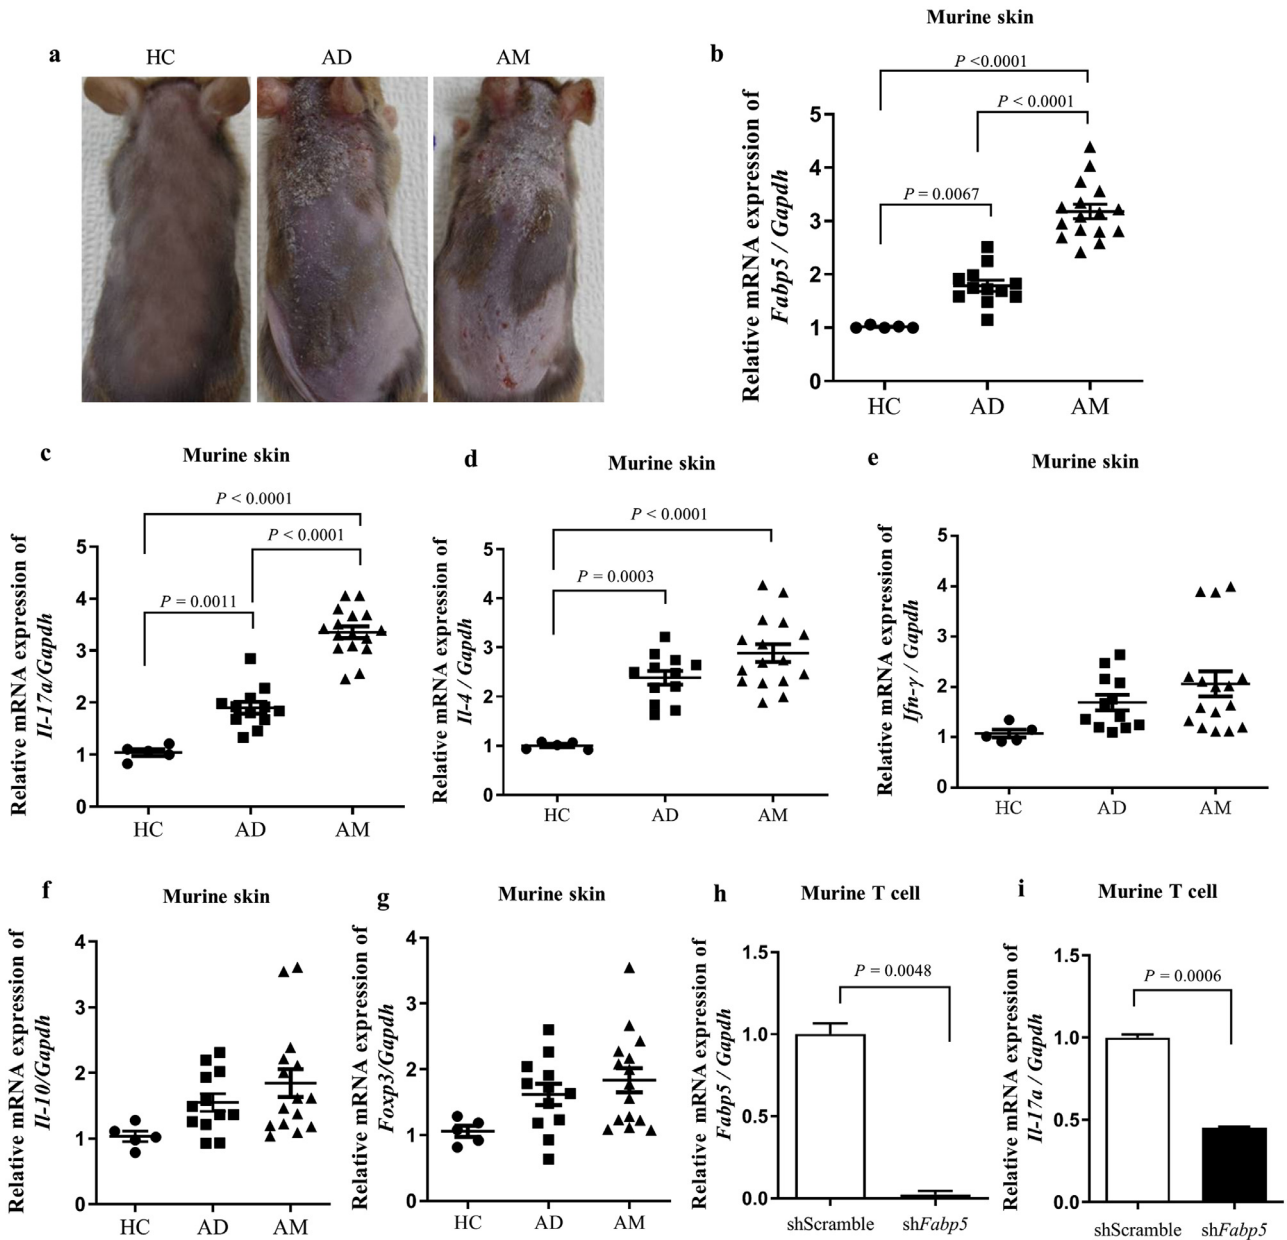 a
HC
AD
AM
b
Murine skin
P <0.0001
P < 0.0001
P = 0.0067
Relative mRNA expression of
Fabp5 / Gapdh
5
4
3
2
1
0
HC
AD
AM
c
Murine skin
P < 0.0001
P < 0.0001
P = 0.0011
Relative mRNA expression of
Il-17a/Gapdh
5
4
3
2
1
0
HC
AD
AM
d
Murine skin
P < 0.0001
P = 0.0003
Relative mRNA expression of
Il-4 / Gapdh
5
4
3
2
1
0
HC
AD
AM
e
Murine skin
Relative mRNA expression of
Ifn-γ / Gapdh
5
4
3
2
1
0
HC
AD
AM
f
Murine skin
Relative mRNA expression of
Il-10/Gapdh
4
3
2
1
0
HC
AD
AM
g
Murine skin
Relative mRNA expression of
Foxp3/Gapdh
4
3
2
1
0
HC
AD
AM
h
Murine T cell
P = 0.0048
Relative mRNA expression of
Fabp5 / Gapdh
1.5
1.0
0.5
0.0
shScramble
shFabp5
i
Murine T cell
P = 0.0006
Relative mRNA expression of
Il-17a / Gapdh
1.5
1.0
0.5
0.0
shScramble
shFabp5